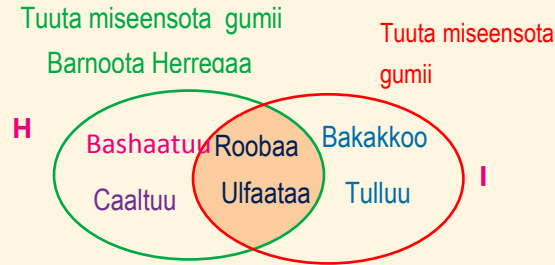 Tuuta miseensota gumii
Barnoota Herregaa
Tuuta miseensota
gumii
H
Bashaatuu Roobaa Bakakkoo
I
Caaltuu Ulfaataa Tulluu